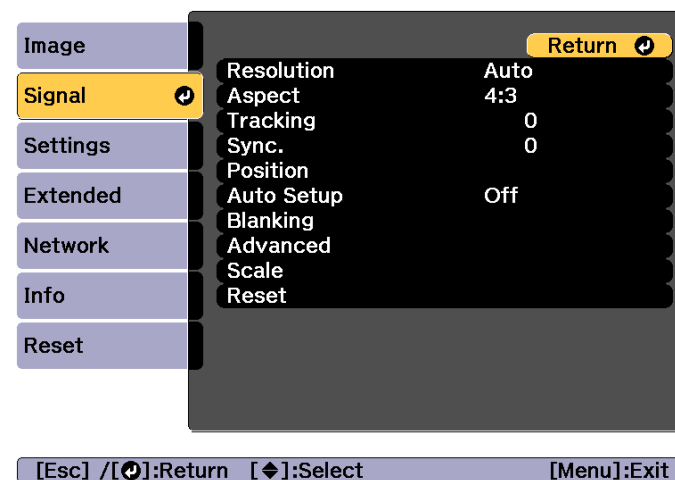 Image
Signal
Settings
Extended
Network
Info
Reset
Return
Resolution Auto
Aspect 4:3
Tracking 0
Sync. 0
Position
Auto Setup Off
Blanking
Advanced
Scale
Reset
[Esc] /[⏎]:Return [◆]:Select [Menu]:Exit